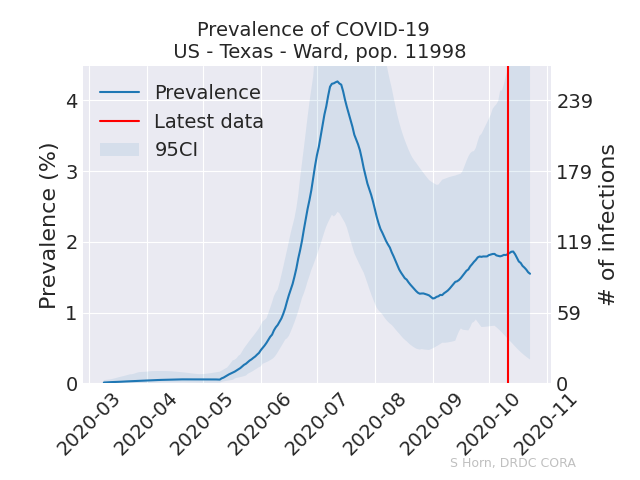 Prevalence of COVID-19
US - Texas - Ward, pop. 11998
Prevalence
Latest data
95CI
Prevalence (%)
4
3
2
1
0
239
179
119
59
0
# of infections
2020-03
2020-04
2020-05
2020-06
2020-07
2020-08
2020-09
2020-10
2020-11
S Horn, DRDC CORA